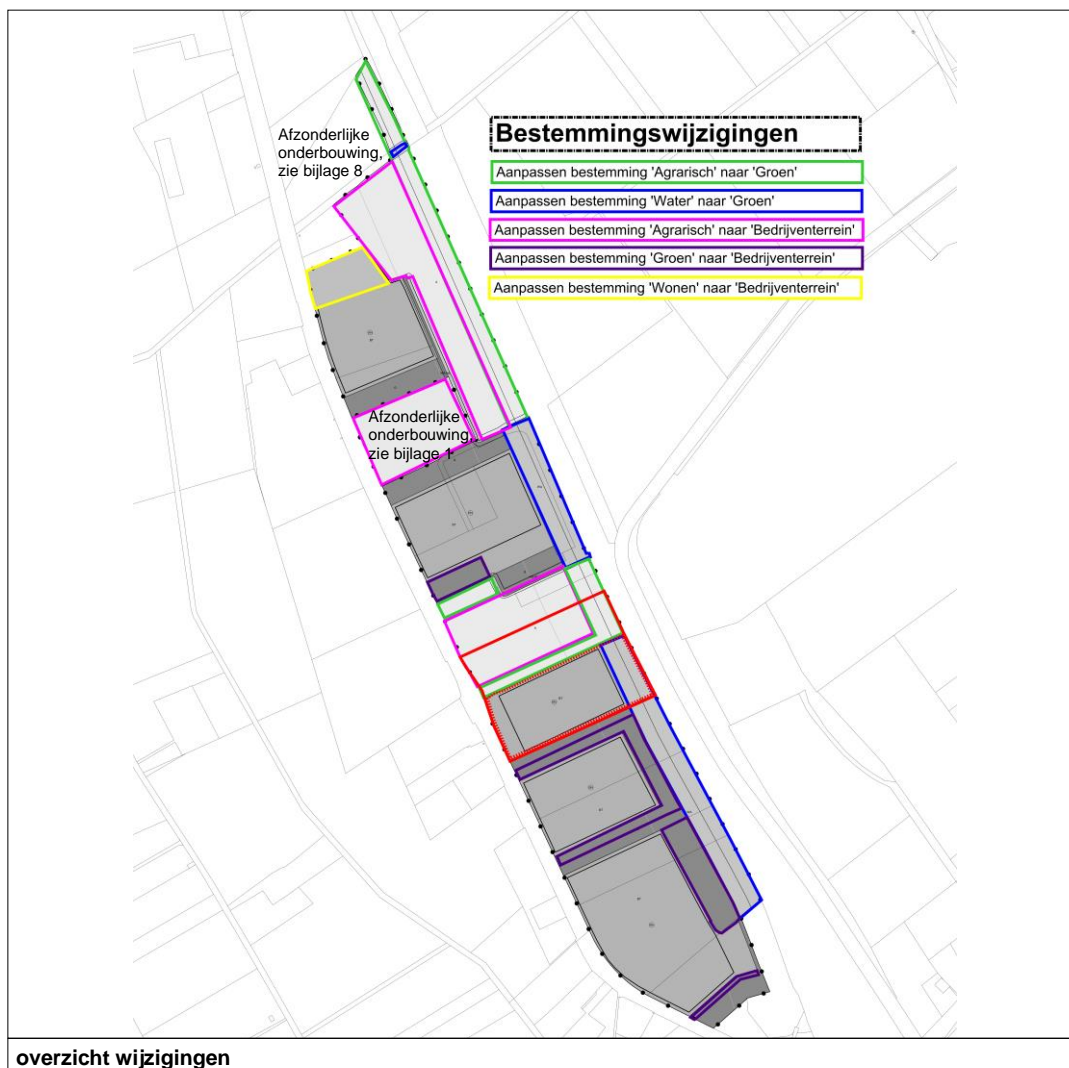 Afzonderlijke
onderbouwing,
zie bijlage 8
Bestemmingswijzigingen
Aanpassen bestemming 'Agrarisch' naar 'Groen'
Aanpassen bestemming 'Water' naar 'Groen'
Aanpassen bestemming 'Agrarisch' naar 'Bedrijventerrein'
Aanpassen bestemming 'Groen' naar 'Bedrijventerrein'
Aanpassen bestemming 'Wonen' naar 'Bedrijventerrein'
Afzonderlijke
onderbouwing,
zie bijlage 1
overzicht wijzigingen